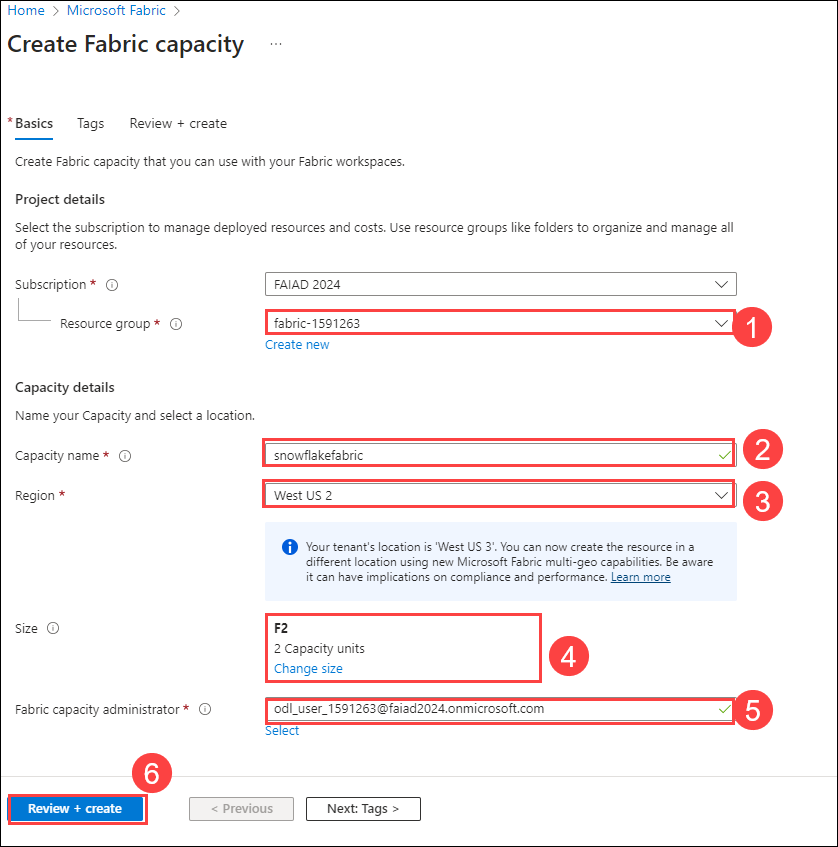 Home > Microsoft Fabric >
Create Fabric capacity ...
* Basics Tags Review + create
Create Fabric capacity that you can use with your Fabric workspaces.
Project details
Select the subscription to manage deployed resources and costs. Use resource groups like folders to organize and manage all
of your resources.
Subscription * FAIAD 2024
Resource group * fabric-1591263 1
Create new
Capacity details
Name your Capacity and select a location.
Capacity name * snowflakefabric 2
Region * West US 2 3
Your tenant's location is 'West US 3'. You can now create the resource in a
different location using new Microsoft Fabric multi-geo capabilities. Be aware
it can have implications on compliance and performance. Learn more
Size F2
2 Capacity units
Change size 4
Fabric capacity administrator * odl_user_1591263@faiad2024.onmicrosoft.com 5
Select
6
Review + create < Previous Next: Tags >